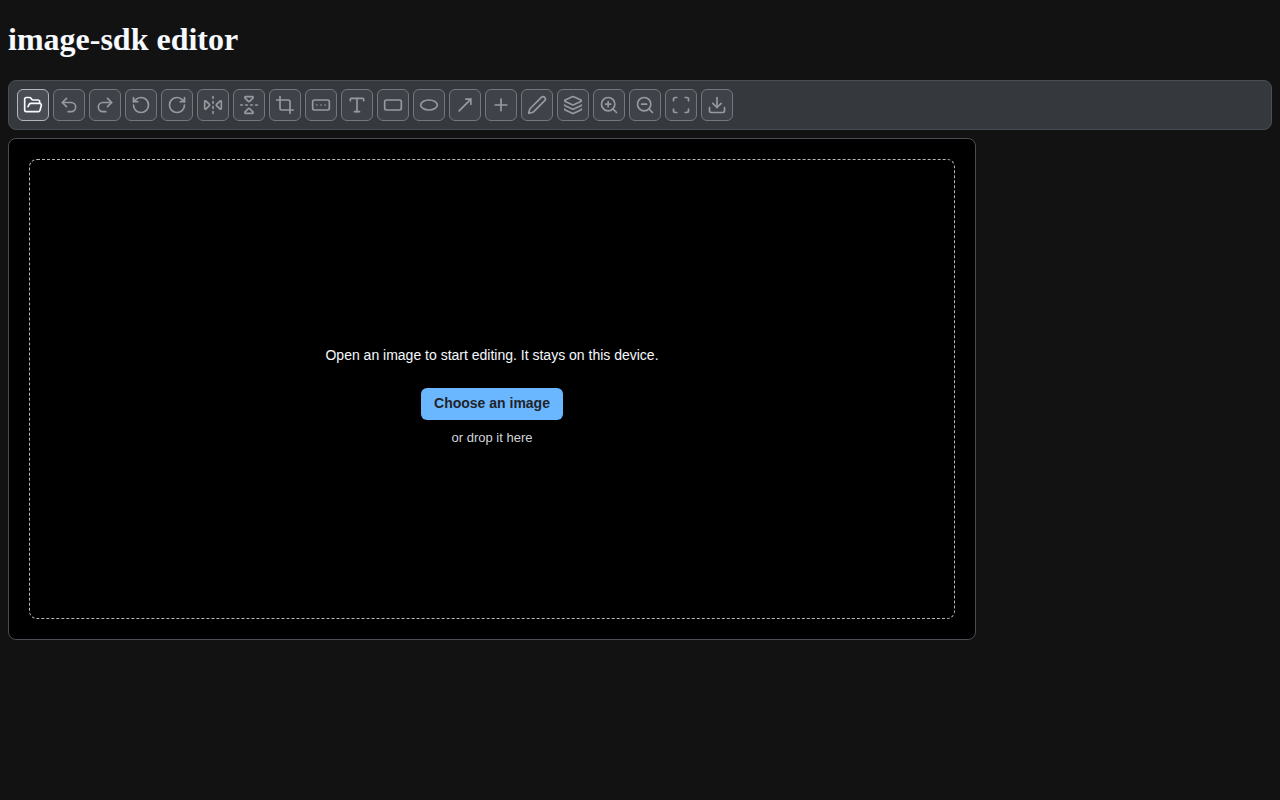 image-sdk editor
Open an image to start editing. It stays on this device.
Choose an image
or drop it here